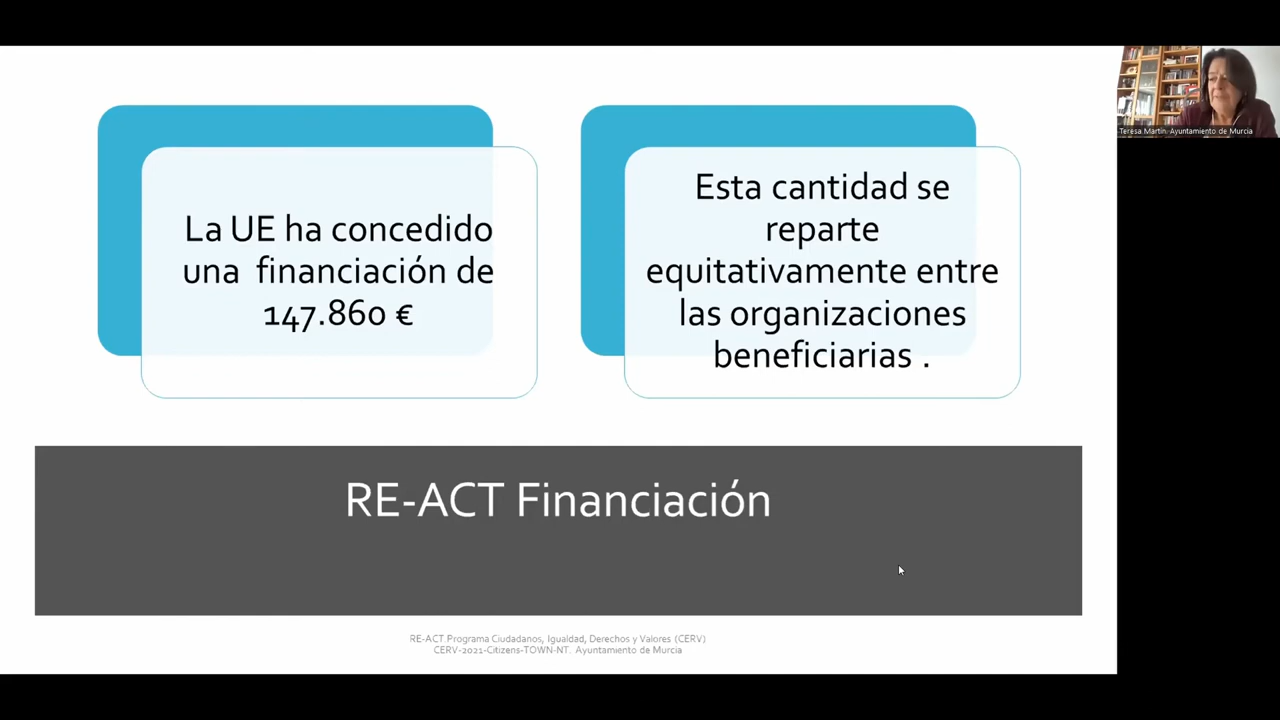 La UE ha concedido
una financiación de
147.860 €
Esta cantidad se
reparte
equitativamente entre
las organizaciones
beneficiarias .
RE-ACT Financiación
RE-ACT Programa Ciudadanos, Igualdad, Derechos y Valores (CERV)
CERV-2021-Citizens-TOWN-NT. Ayuntamiento de Murcia
Teresa Martín. Ayuntamiento de Murcia